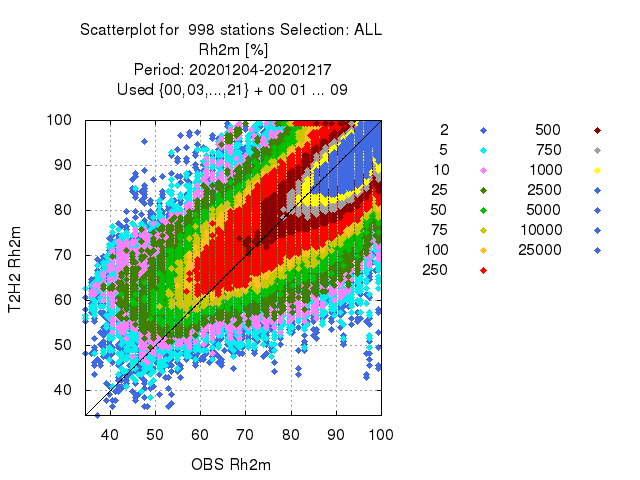 Scatterplot for 998 stations Selection: ALL
Rh2m [%]
Period: 20201204-20201217
Used {00,03,...,21} + 00 01 ... 09
100
90
80
70
60
50
40
T2H2 Rh2m
40 50 60 70 80 90 100
OBS Rh2m
2 500
5 750
10 1000
25 2500
50 5000
75 10000
100 25000
250